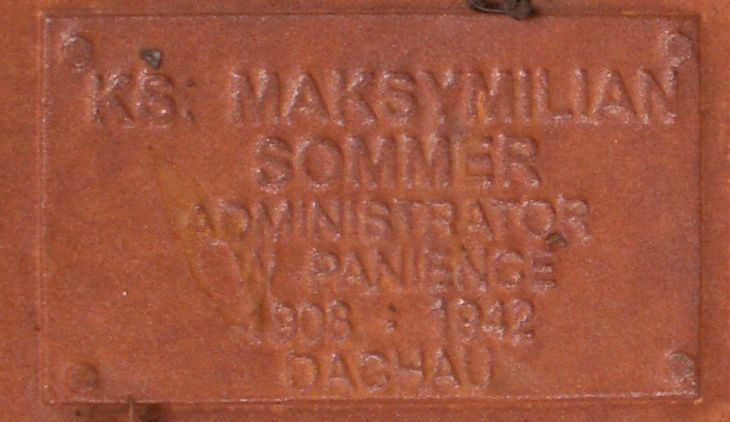 KS. MAKSYMILIAN
SOMMER
ADMINISTRATOR
W PANIENCE
1908 : 1942
DACHAU